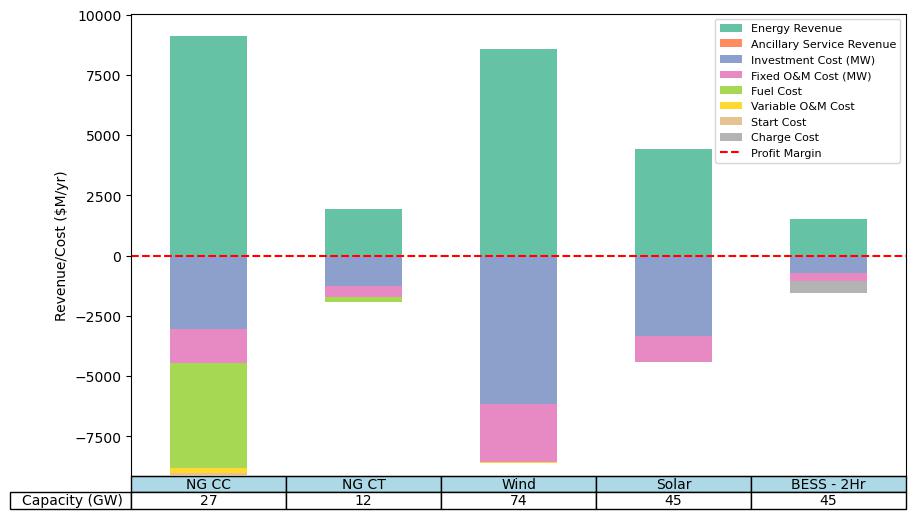 10000
7500
5000
2500
0
−2500
−5000
−7500
Revenue/Cost ($M/yr)
Energy Revenue
Ancillary Service Revenue
Investment Cost (MW)
Fixed O&M Cost (MW)
Fuel Cost
Variable O&M Cost
Start Cost
Charge Cost
Profit Margin
NG CC NG CT Wind Solar BESS - 2Hr
Capacity (GW) 27 12 74 45 45